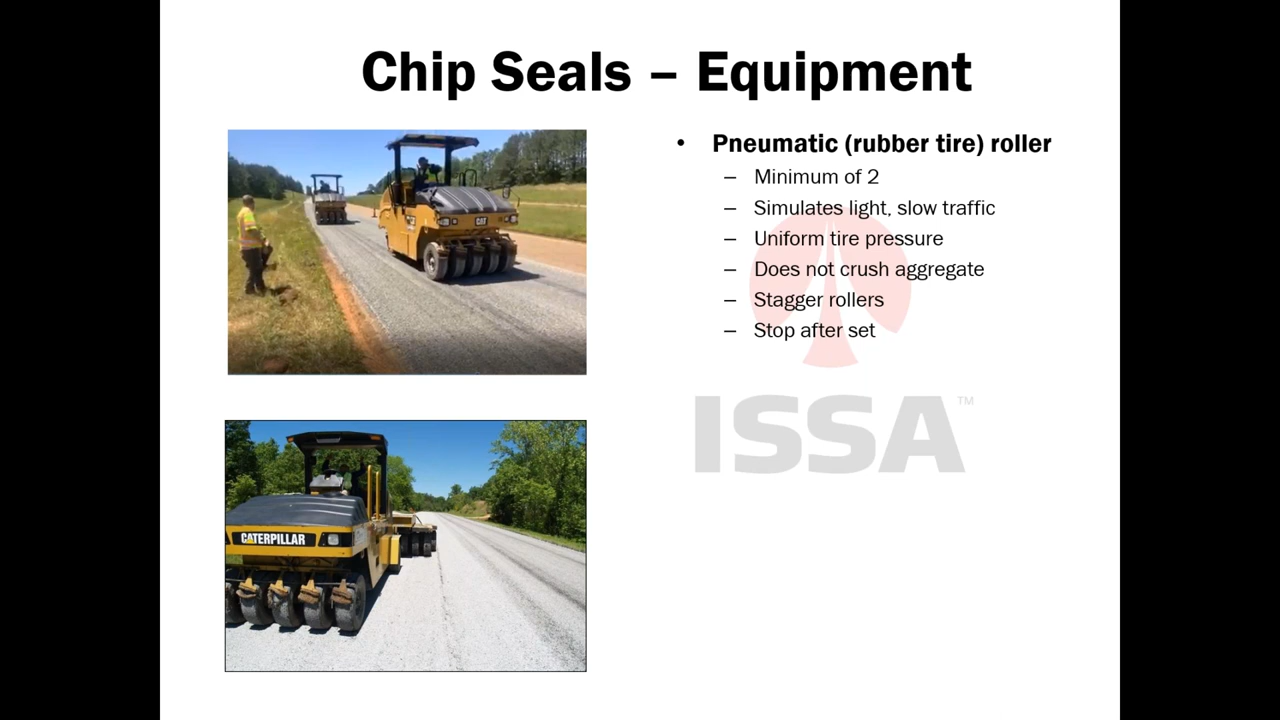 Chip Seals – Equipment
• Pneumatic (rubber tire) roller
– Minimum of 2
– Simulates light, slow traffic
– Uniform tire pressure
– Does not crush aggregate
– Stagger rollers
– Stop after set
ISSA™
CAT
CATERPILLAR